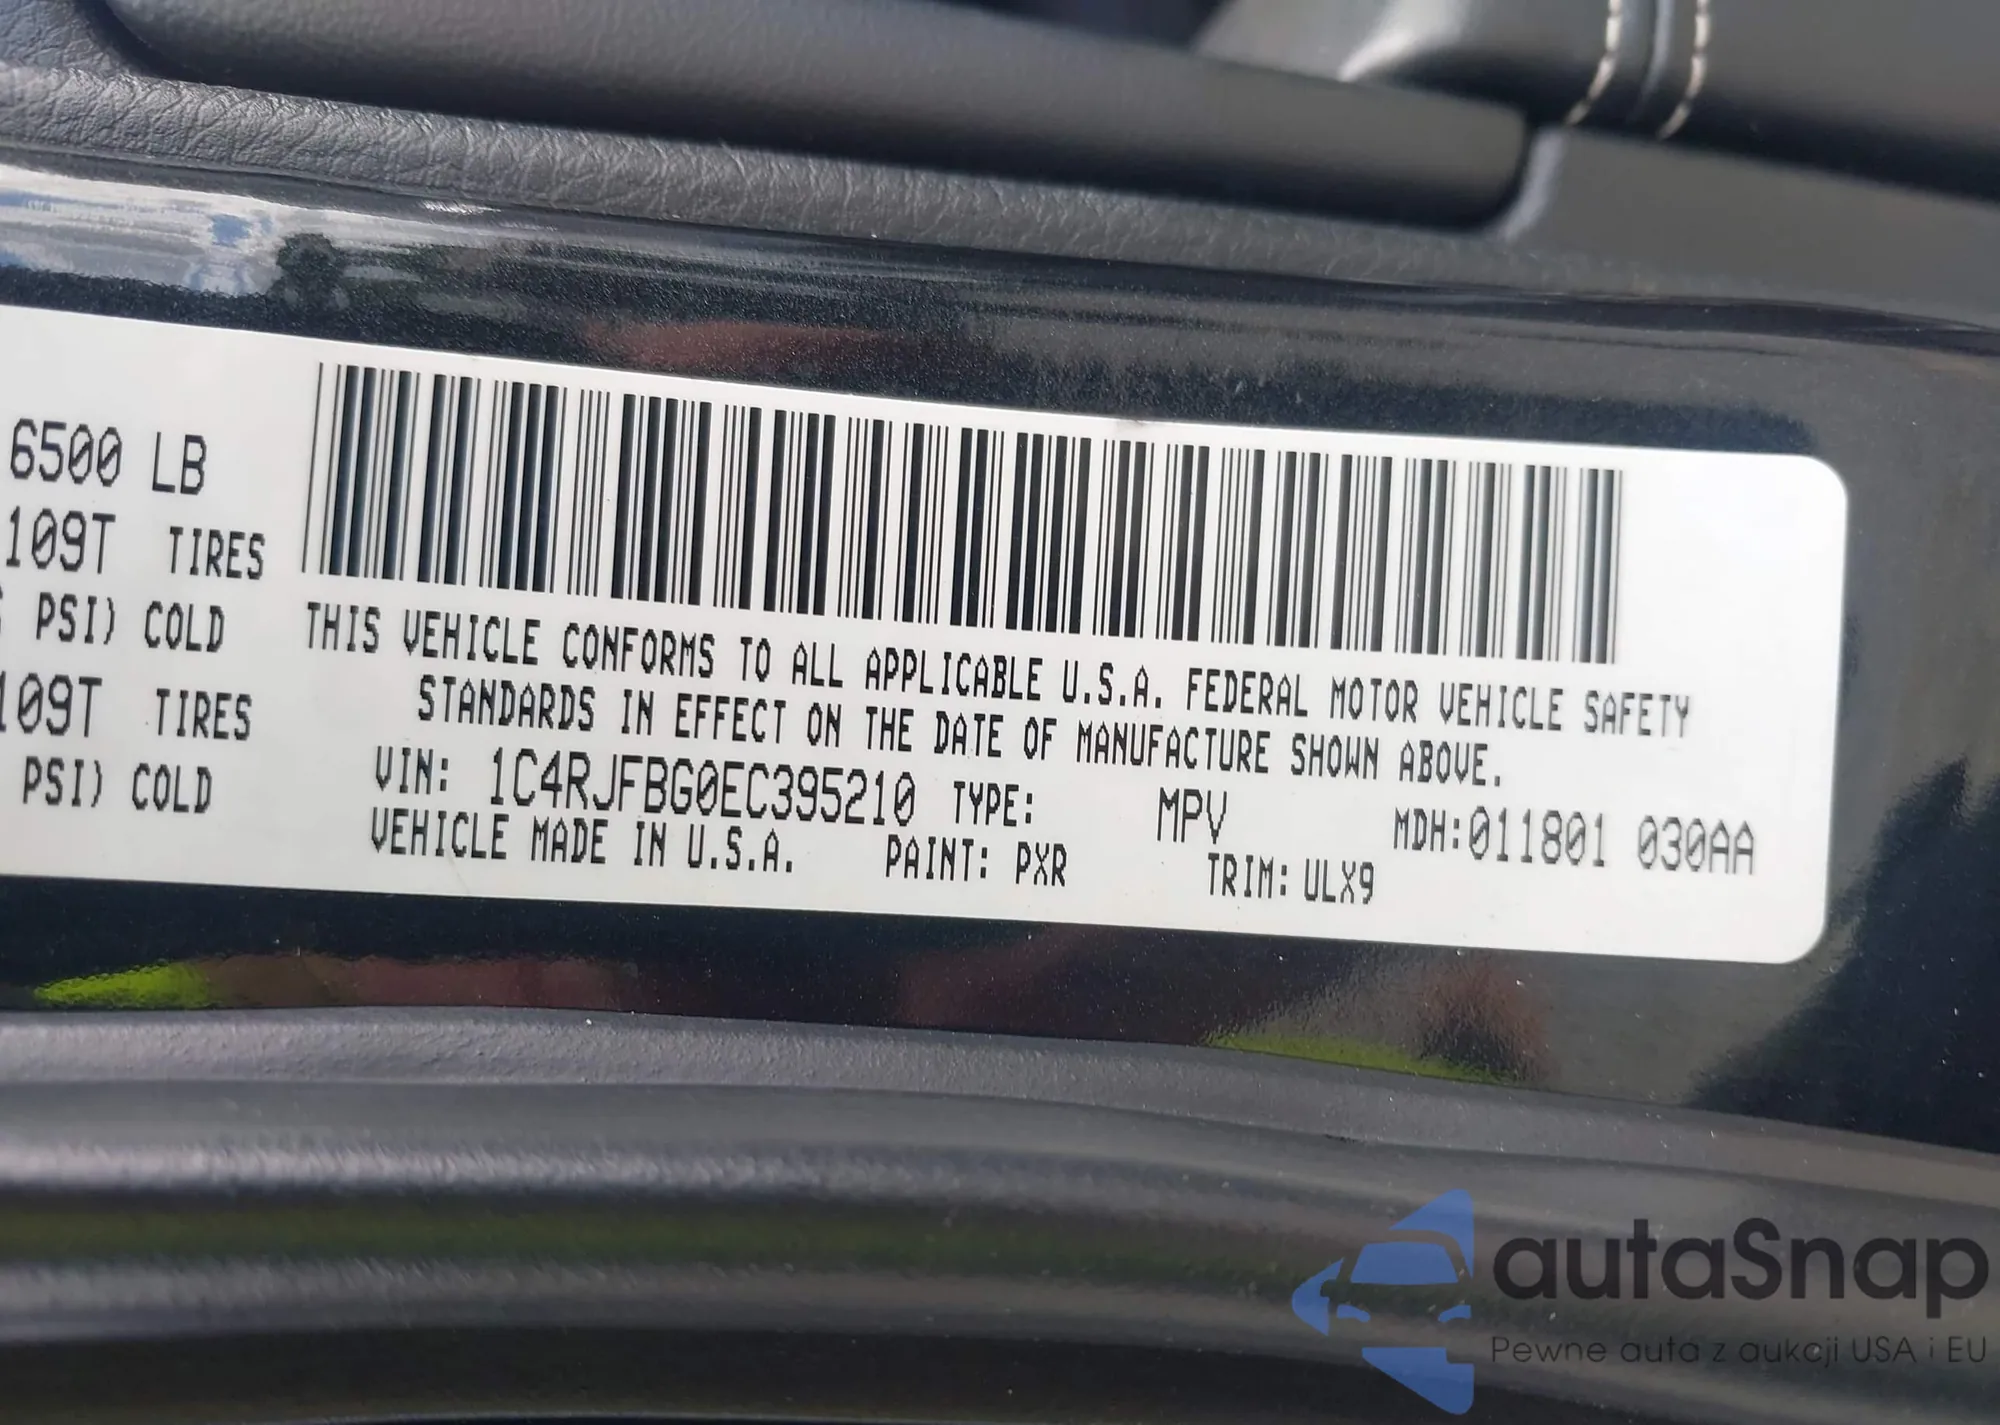 6500 LB
109T TIRES
PSI) COLD
109T TIRES
PSI) COLD
THIS VEHICLE CONFORMS TO ALL APPLICABLE U.S.A. FEDERAL MOTOR VEHICLE SAFETY
STANDARDS IN EFFECT ON THE DATE OF MANUFACTURE SHOWN ABOVE.
VIN: 1C4RJFBG0EC395210 TYPE: MPV MDH:011801 030AA
VEHICLE MADE IN U.S.A. PAINT: PXR TRIM: ULX9
autaSnap
Pewne auta z aukcji USA i EU